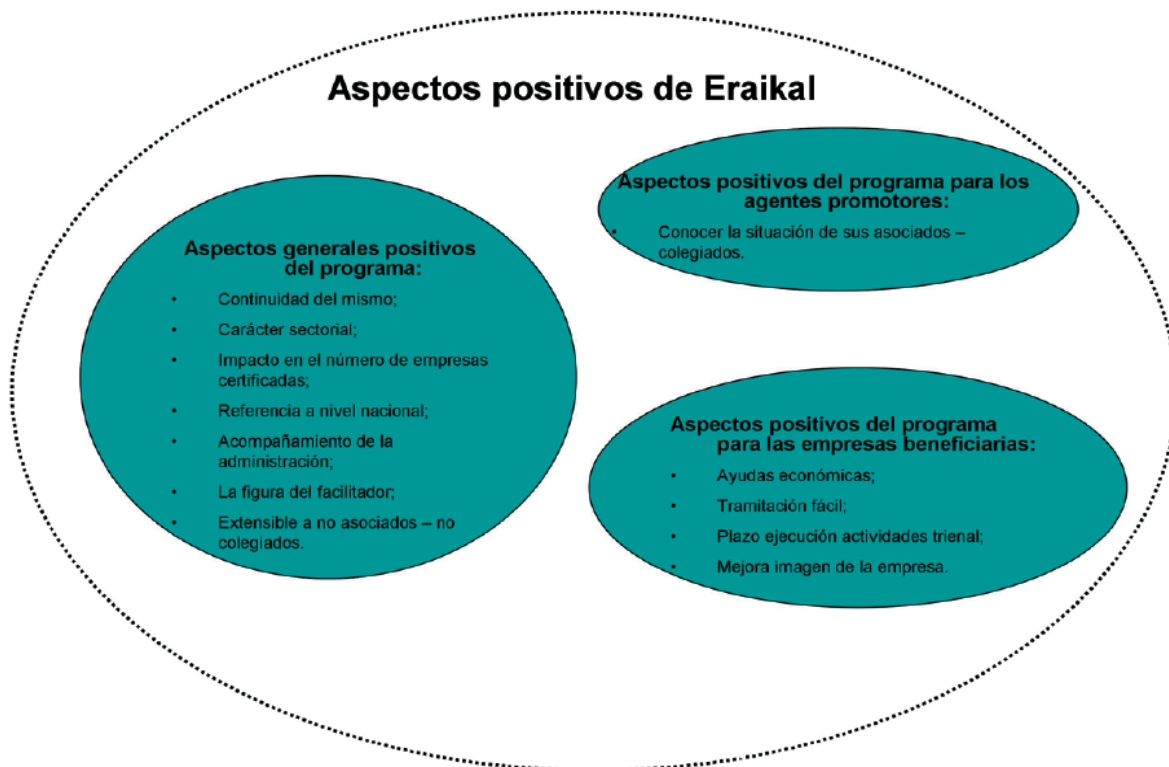 Aspectos positivos de Eraikal
Aspectos generales positivos
del programa:
• Continuidad del mismo;
• Carácter sectorial;
• Impacto en el número de empresas
certificadas;
• Referencia a nivel nacional;
• Acompañamiento de la
administración;
• La figura del facilitador;
• Extensible a no asociados – no
colegiados.
Aspectos positivos del programa para los
agentes promotores:
• Conocer la situación de sus asociados –
colegiados.
Aspectos positivos del programa
para las empresas beneficiarias:
• Ayudas económicas;
• Tramitación fácil;
• Plazo ejecución actividades trienal;
• Mejora imagen de la empresa.